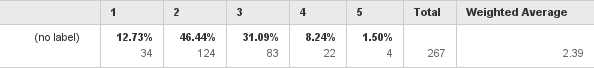 1 2 3 4 5 Total Weighted Average
(no label) 12.73% 46.44% 31.09% 8.24% 1.50%
34 124 83 22 4 267 2.39